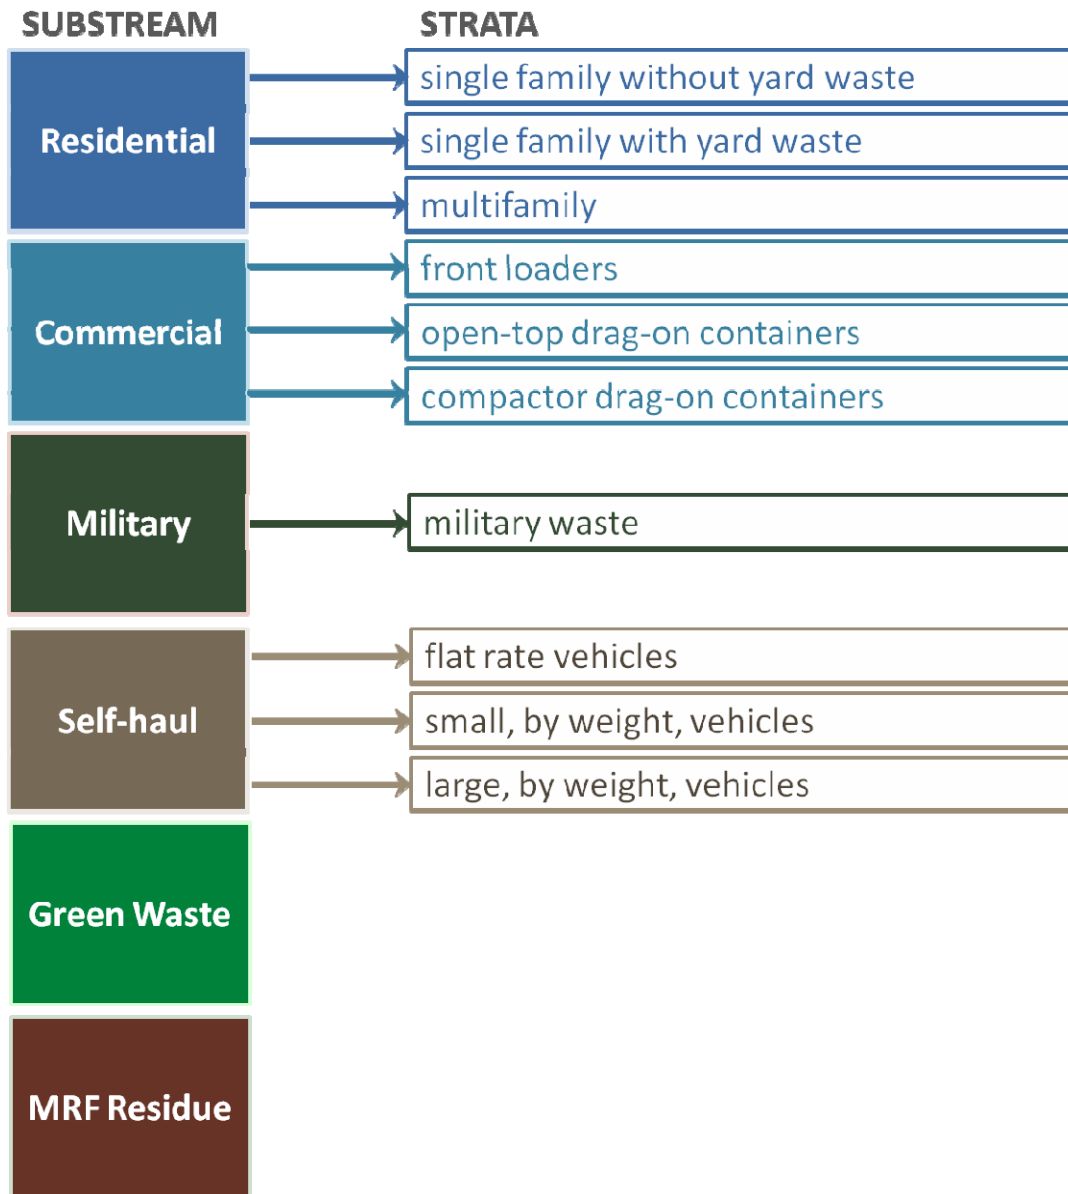 SUBSTREAM STRATA
Residential
single family without yard waste
single family with yard waste
multifamily
Commercial
front loaders
open-top drag-on containers
compactor drag-on containers
Military
military waste
Self-haul
flat rate vehicles
small, by weight, vehicles
large, by weight, vehicles
Green Waste
MRF Residue